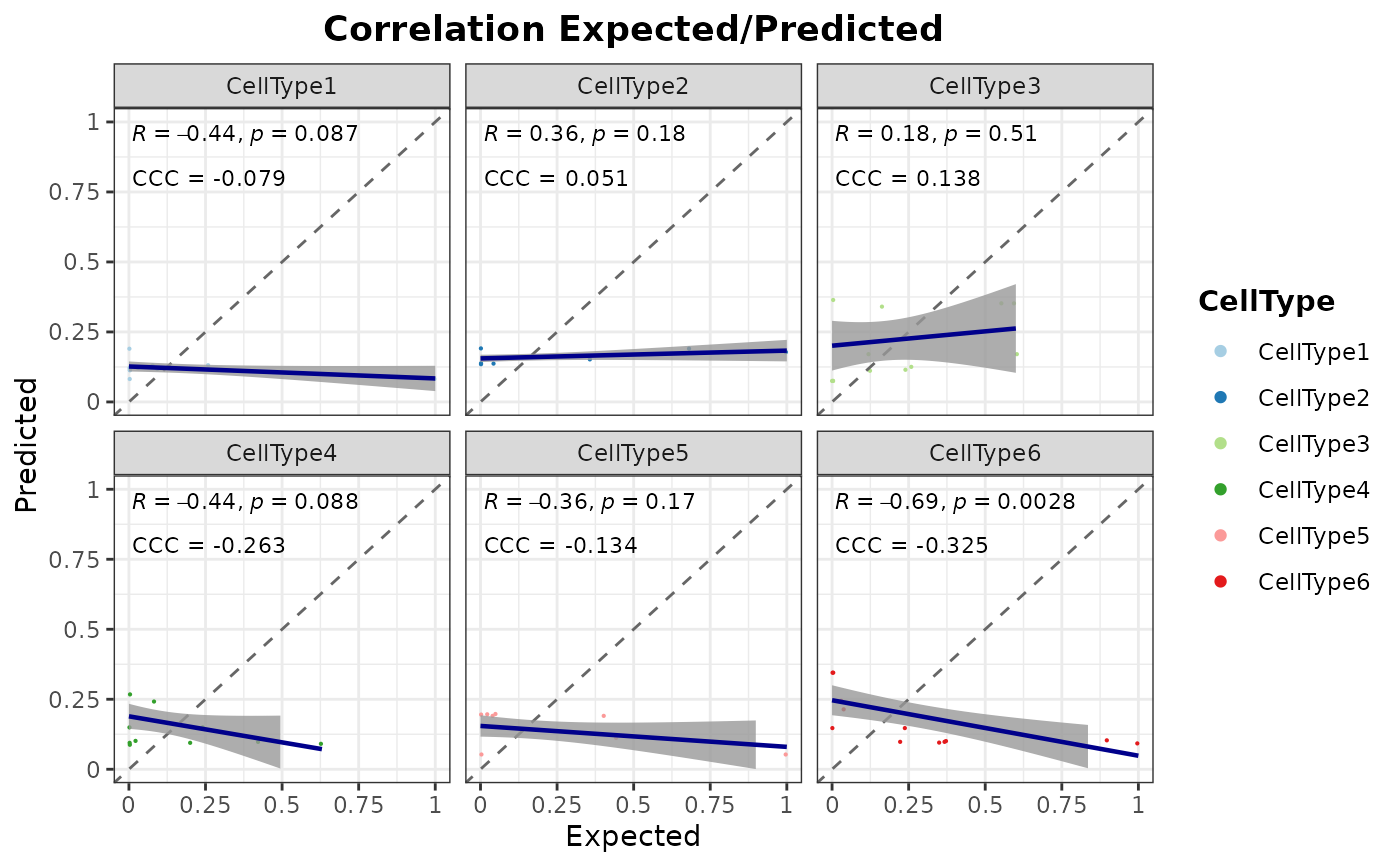 Correlation Expected/Predicted
CellType1
CellType2
CellType3
R = –0.44, p = 0.087
CCC = -0.079
R = 0.36, p = 0.18
CCC = 0.051
R = 0.18, p = 0.51
CCC = 0.138
1
0.75
0.5
0.25
0
CellType4
CellType5
CellType6
R = –0.44, p = 0.088
CCC = -0.263
R = –0.36, p = 0.17
CCC = -0.134
R = –0.69, p = 0.0028
CCC = -0.325
1
0.75
0.5
0.25
0
0 0.25 0.5 0.75 1
0 0.25 0.5 0.75 1
0 0.25 0.5 0.75 1
Predicted
Expected
CellType
CellType1
CellType2
CellType3
CellType4
CellType5
CellType6